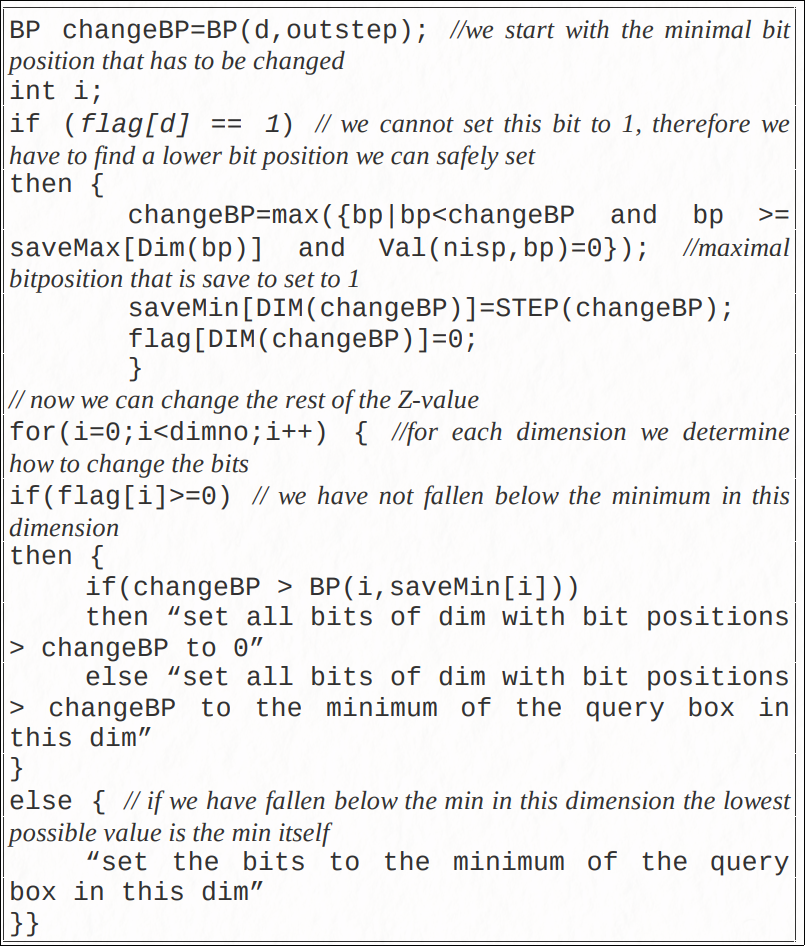 BP changeBP=BP(d,outstep); //we start with the minimal bit
position that has to be changed
int i;
if (flag[d] == 1) // we cannot set this bit to 1, therefore we
have to find a lower bit position we can safely set
then {
changeBP=max({bp|bp<changeBP and bp >=
saveMax[Dim(bp)] and Val(nisp,bp)=0}); //maximal
bitposition that is save to set to 1
saveMin[DIM(changeBP)]=STEP(changeBP);
flag[DIM(changeBP)]=0;
}
// now we can change the rest of the Z-value
for(i=0;i<dimno;i++) { //for each dimension we determine
how to change the bits
if(flag[i]>=0) // we have not fallen below the minimum in this
dimension
then {
if(changeBP > BP(i,saveMin[i]))
then “set all bits of dim with bit positions
> changeBP to 0”
else “set all bits of dim with bit positions
> changeBP to the minimum of the query box in
this dim”
}
else { // if we have fallen below the min in this dimension the lowest
possible value is the min itself
“set the bits to the minimum of the query
box in this dim”
}}